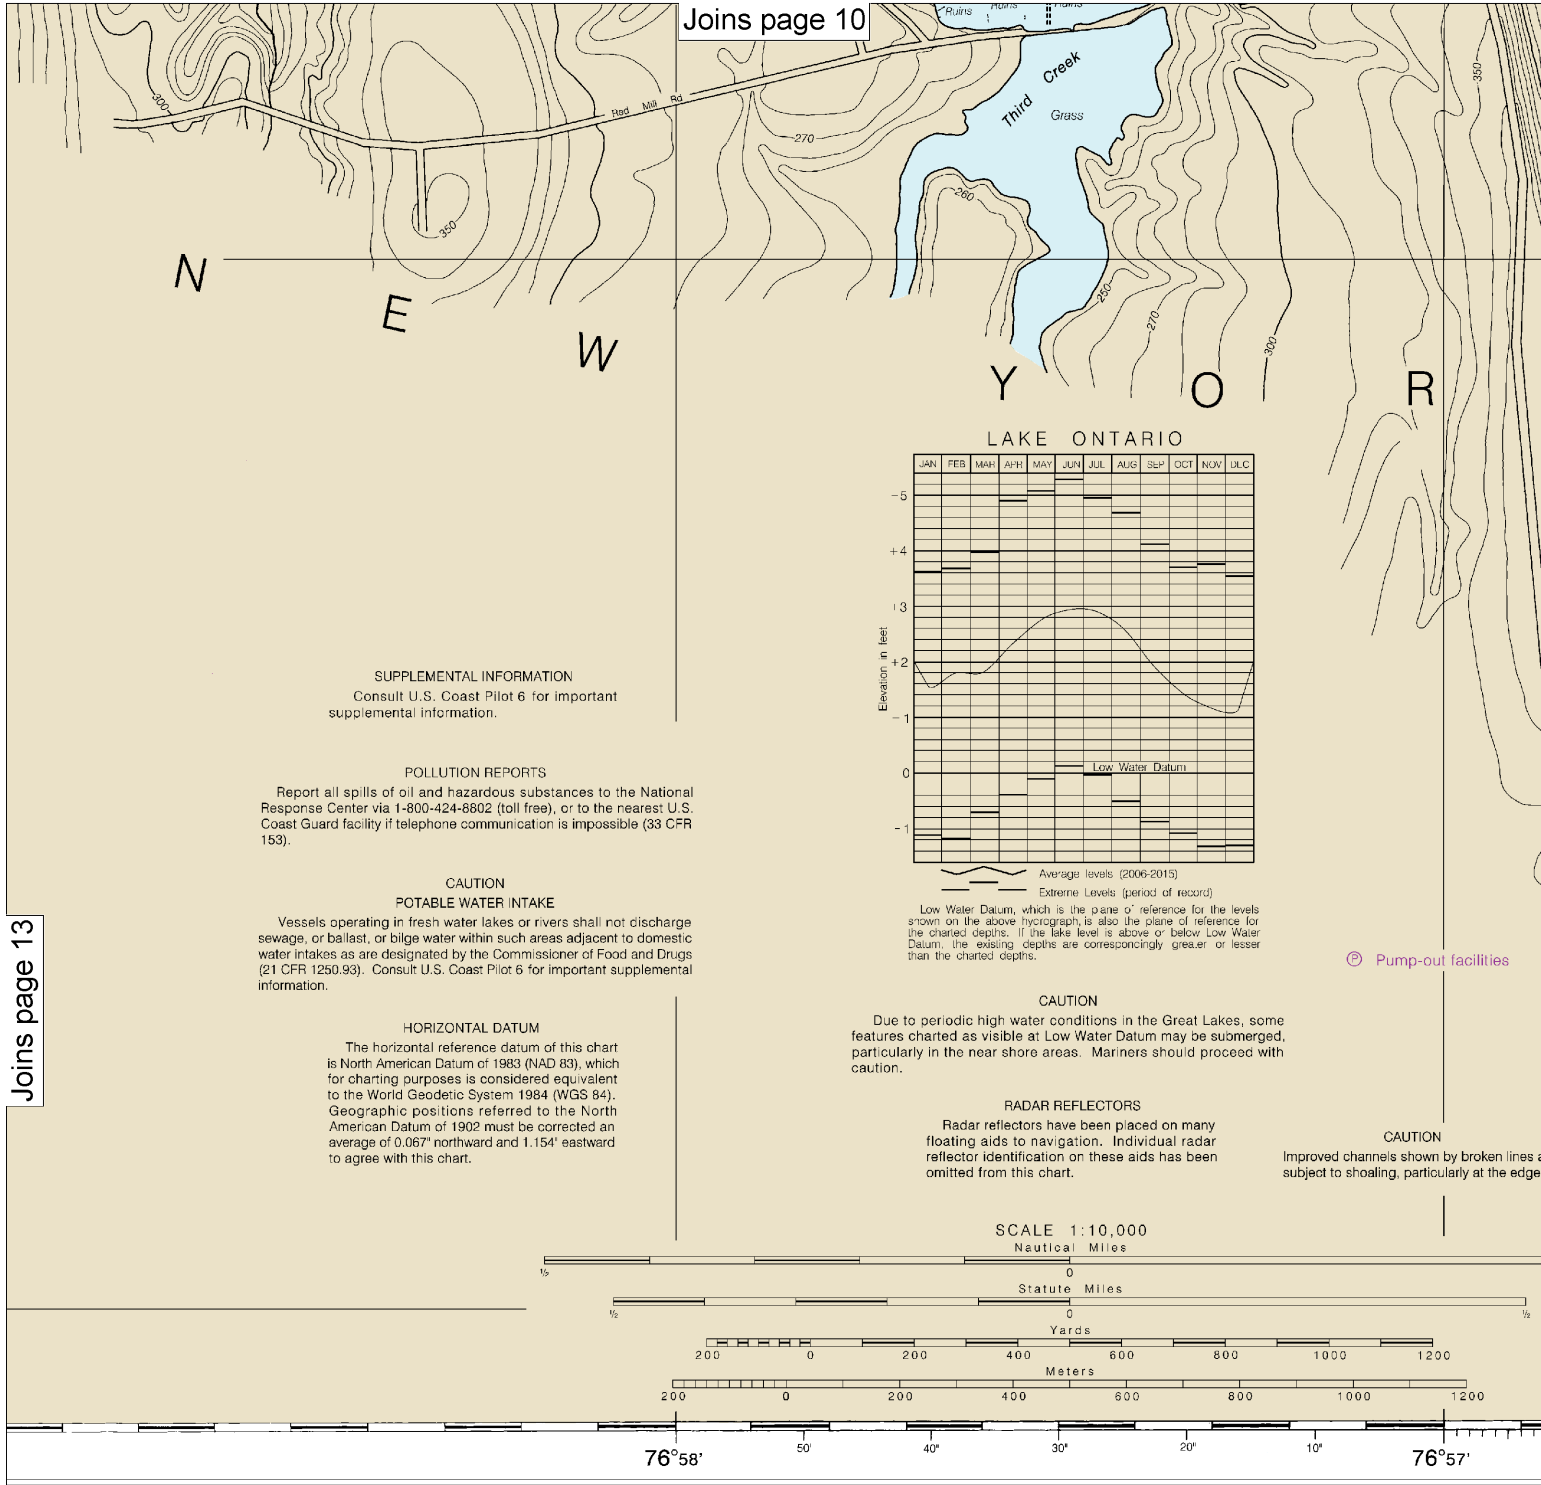 Joins page 10
Ruins
Ruins
Ruins
Third Creek
Grass
Red Mill Rd
300
350
270
260
250
270
300
350
N E W Y O R
LAKE ONTARIO
JAN FEB MAR APR MAY JUN JUL AUG SEP OCT NOV DEC
Elevation in feet
+4
+2
0
Low Water Datum
Average levels (2006-2015)
Extreme Levels (period of record)
Low Water Datum, which is the plane of reference for the levels
shown on the above hydrograph, is also the plane of reference for
the charted depths. If the lake level is above or below Low Water
Datum, the existing depths are correspondingly greater or lesser
than the charted depths.
SUPPLEMENTAL INFORMATION
Consult U.S. Coast Pilot 6 for important
supplemental information.
POLLUTION REPORTS
Report all spills of oil and hazardous substances to the National
Response Center via 1-800-424-8802 (toll free), or to the nearest U.S.
Coast Guard facility if telephone communication is impossible (33 CFR
153).
CAUTION
POTABLE WATER INTAKE
Vessels operating in fresh water lakes or rivers shall not discharge
sewage, or ballast, or bilge water within such areas adjacent to domestic
water intakes as are designated by the Commissioner of Food and Drugs
(21 CFR 1250.93). Consult U.S. Coast Pilot 6 for important supplemental
information.
HORIZONTAL DATUM
The horizontal reference datum of this chart
is North American Datum of 1983 (NAD 83), which
for charting purposes is considered equivalent
to the World Geodetic System 1984 (WGS 84).
Geographic positions referred to the North
American Datum of 1902 must be corrected an
average of 0.067" northward and 1.154" eastward
to agree with this chart.
Joins page 13
Ⓟ Pump-out facilities
CAUTION
Due to periodic high water conditions in the Great Lakes, some
features charted as visible at Low Water Datum may be submerged,
particularly in the near shore areas. Mariners should proceed with
caution.
RADAR REFLECTORS
Radar reflectors have been placed on many
floating aids to navigation. Individual radar
reflector identification on these aids has been
omitted from this chart.
CAUTION
Improved channels shown by broken lines a
subject to shoaling, particularly at the edge
SCALE 1:10,000
Nautical Miles
½ 0
Statute Miles
½ 0 ½
Yards
200 0 200 400 600 800 1000 1200
Meters
200 0 200 400 600 800 1000 1200
76°58' 50' 40" 30" 20" 10" 76°57'